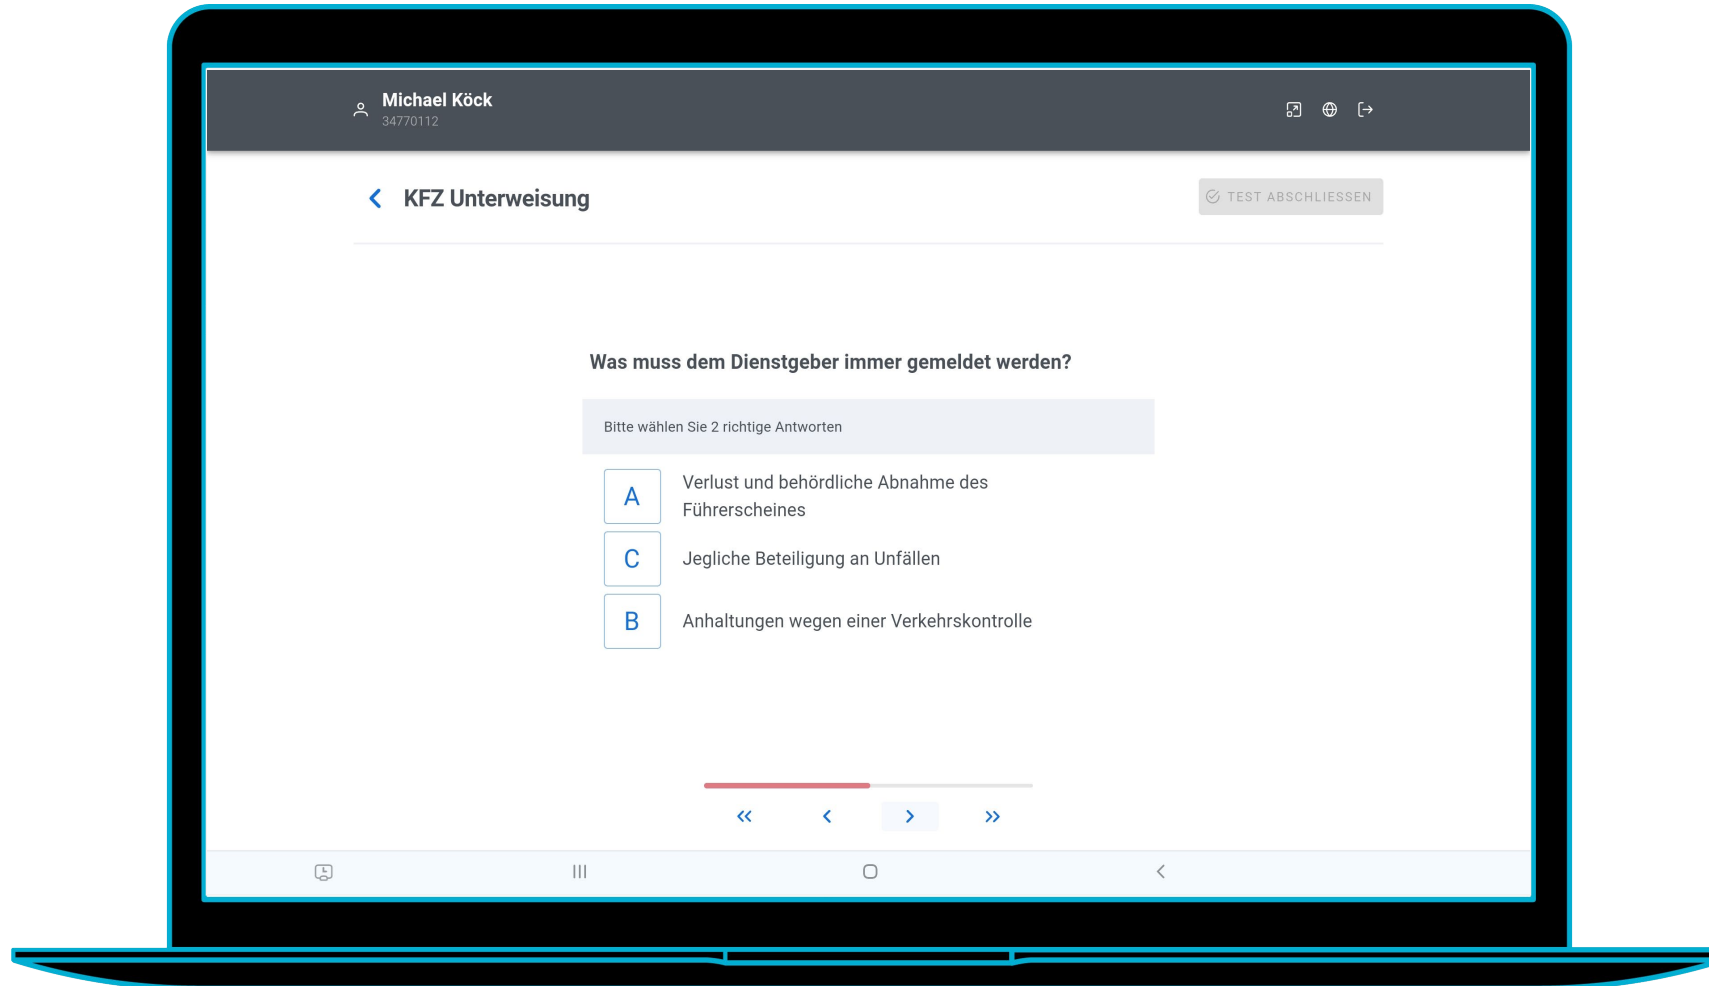 Michael Köck
34770112
KFZ Unterweisung
TEST ABSCHLIESSEN
Was muss dem Dienstgeber immer gemeldet werden?
Bitte wählen Sie 2 richtige Antworten
A
Verlust und behördliche Abnahme des
Führerscheines
C
Jegliche Beteiligung an Unfällen
B
Anhaltungen wegen einer Verkehrskontrolle